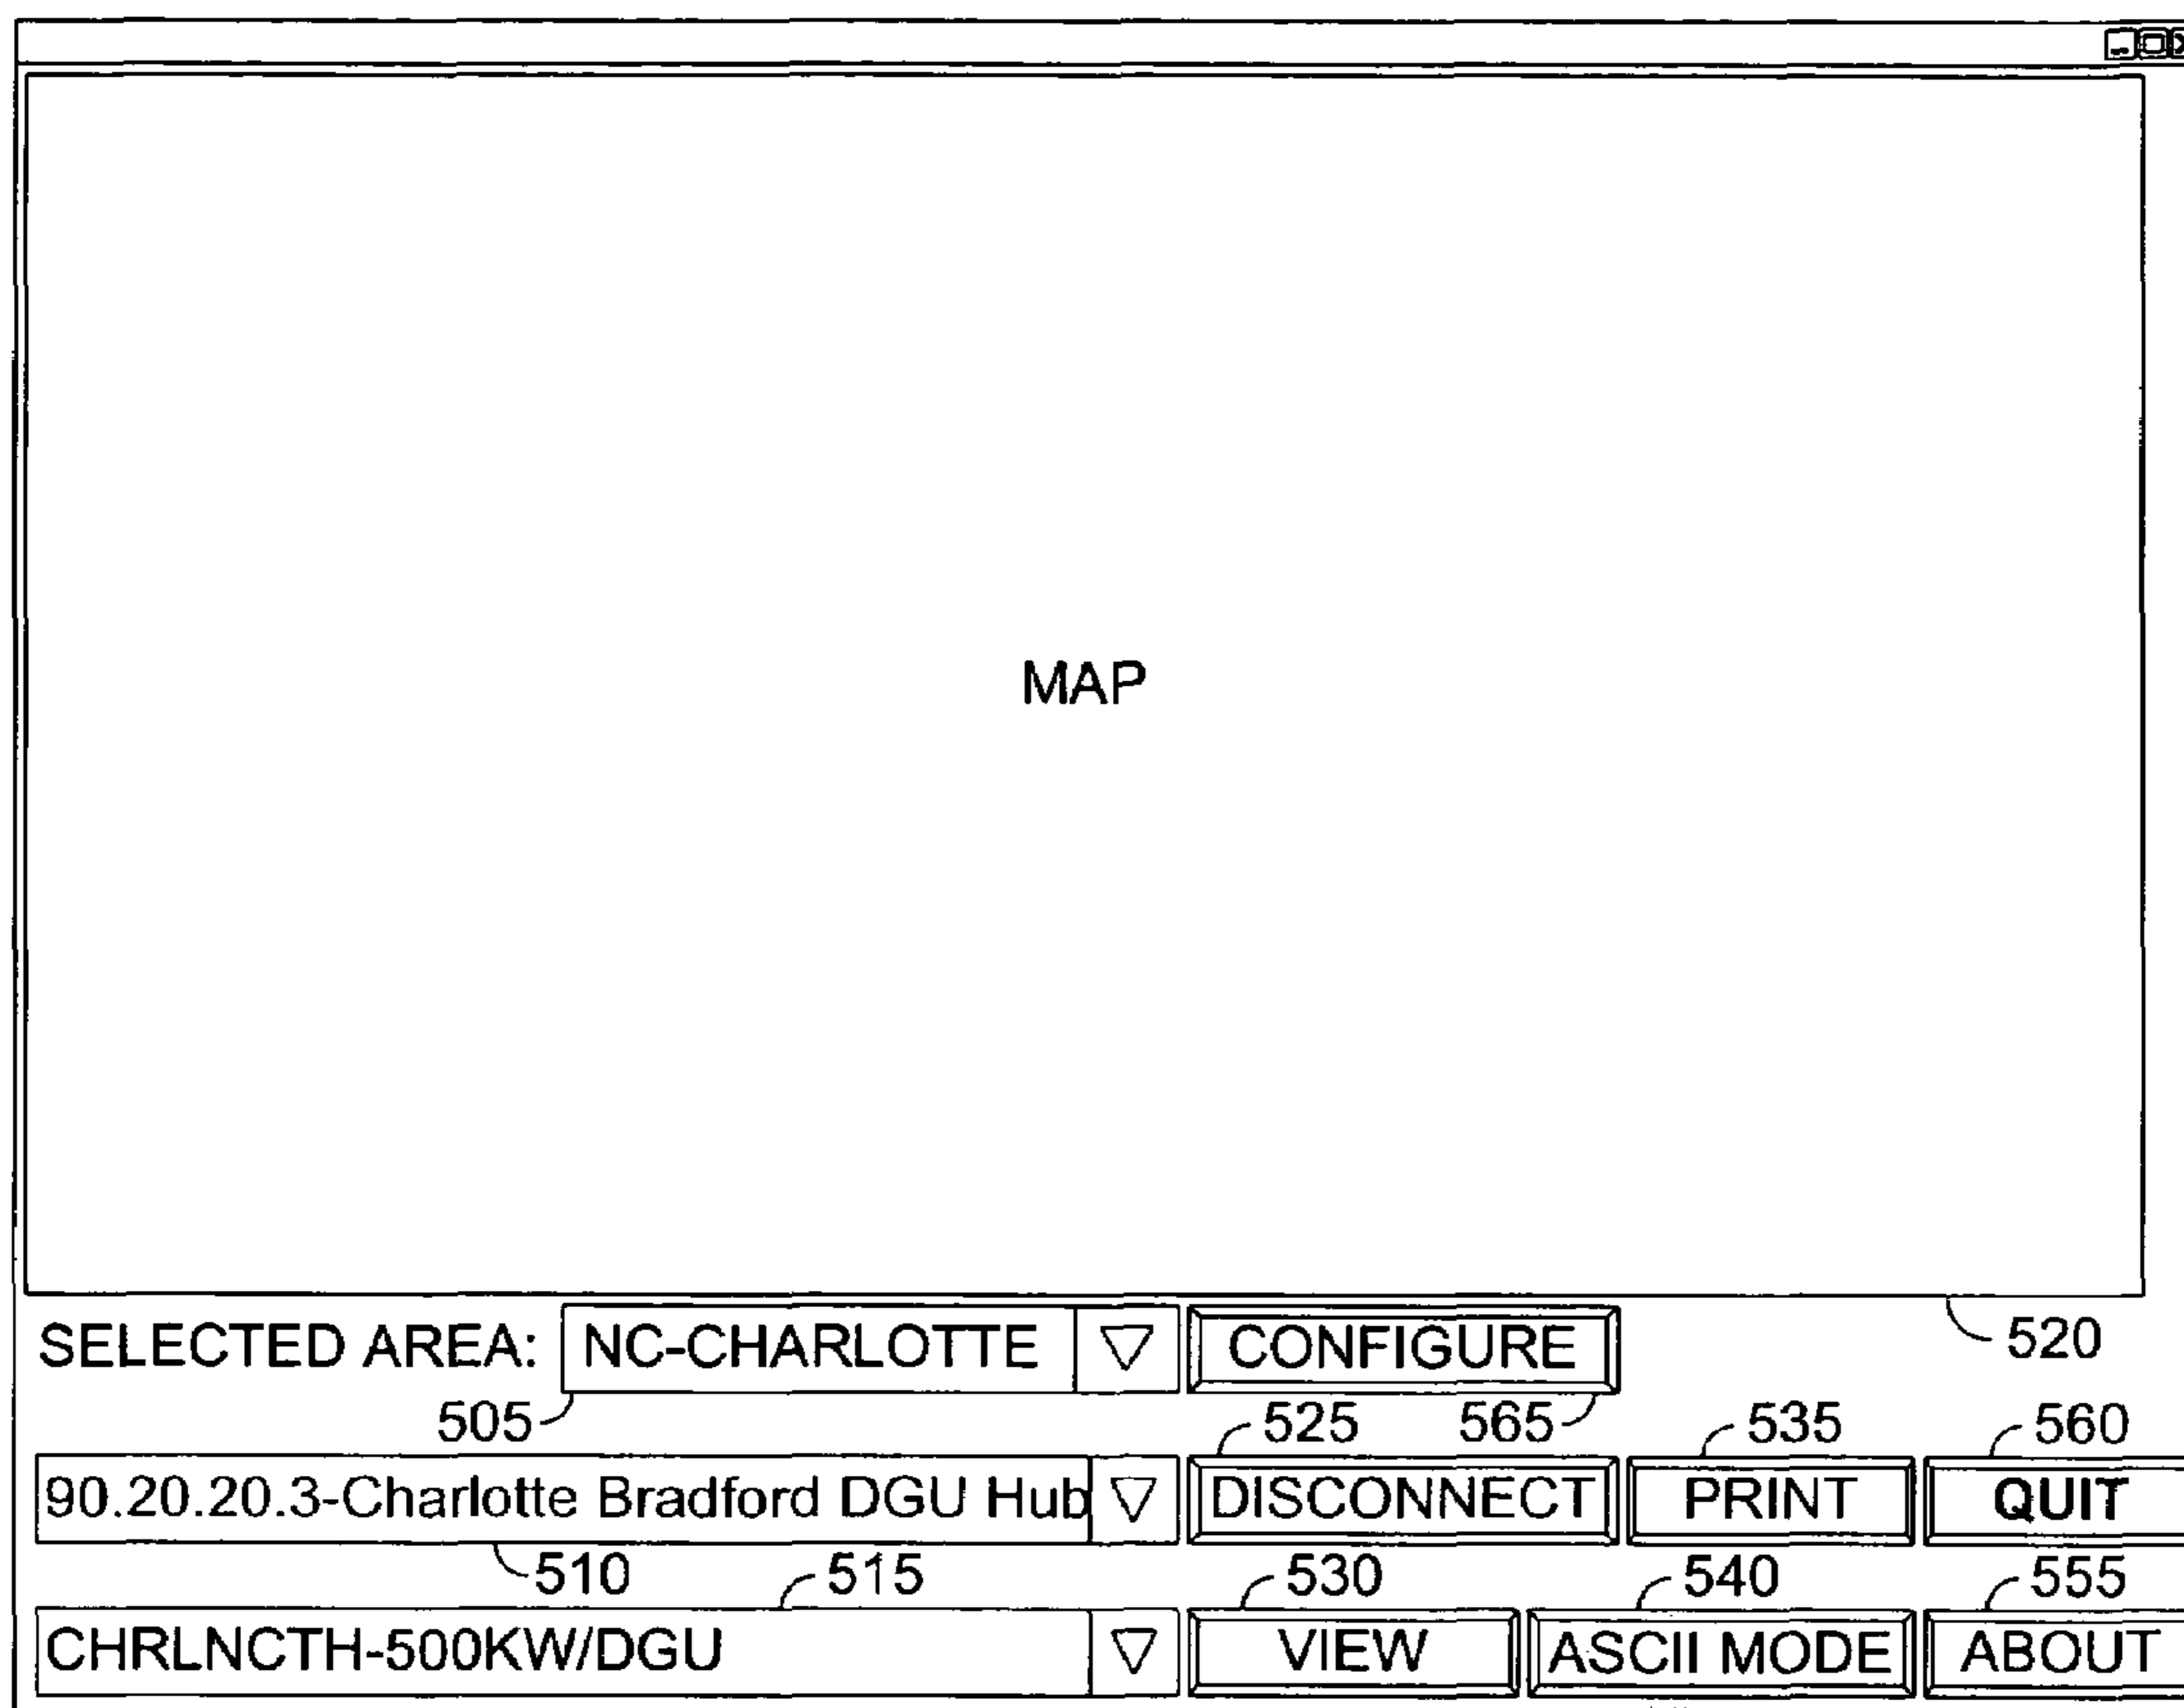 MAP
520
SELECTED AREA: NC-CHARLOTTE CONFIGURE
505 525 565 535 560
90.20.20.3-Charlotte Bradford DGU Hub DISCONNECT PRINT QUIT
510 515 530 540 555
CHRLNCTH-500KW/DGU VIEW ASCII MODE ABOUT